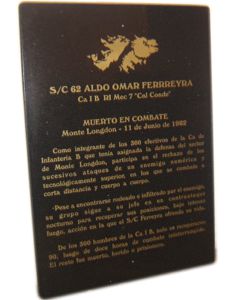 S/C 62 ALDO OMAR FERRREYRA
Ca I B RI Mec 7 "Cnl Conde"
MUERTO EN COMBATE
Monte Longdon - 11 de Junio de 1982
Como integrante de los 360 efectivos de la Ca de
Infantería B que tenía asignada la defensa del sector
de Monte Longdon, participa en el rechazo de los
sucesivos ataques de un enemigo numérica y
tecnológicamente superior en los que se combatió a
corta distancia y cuerpo a cuerpo.
-Pese a encontrarse rodeado e infiltrado por el enemigo,
su grupo sigue a su jefe en un contraataque
nocturno para recuperar sus posiciones, bajo intenso
fuego, acción en la que el S/C Ferreyra ofrendó su vida.
De los 360 hombres de la Ca I B, solo se recuperaron
90, luego de doce horas de combate ininterrumpido.
El resto fue muerto, herido o prisionero.